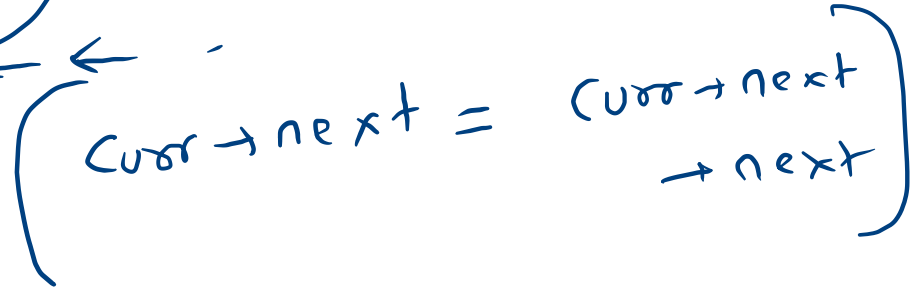 (curr → next = curr → next
→ next)